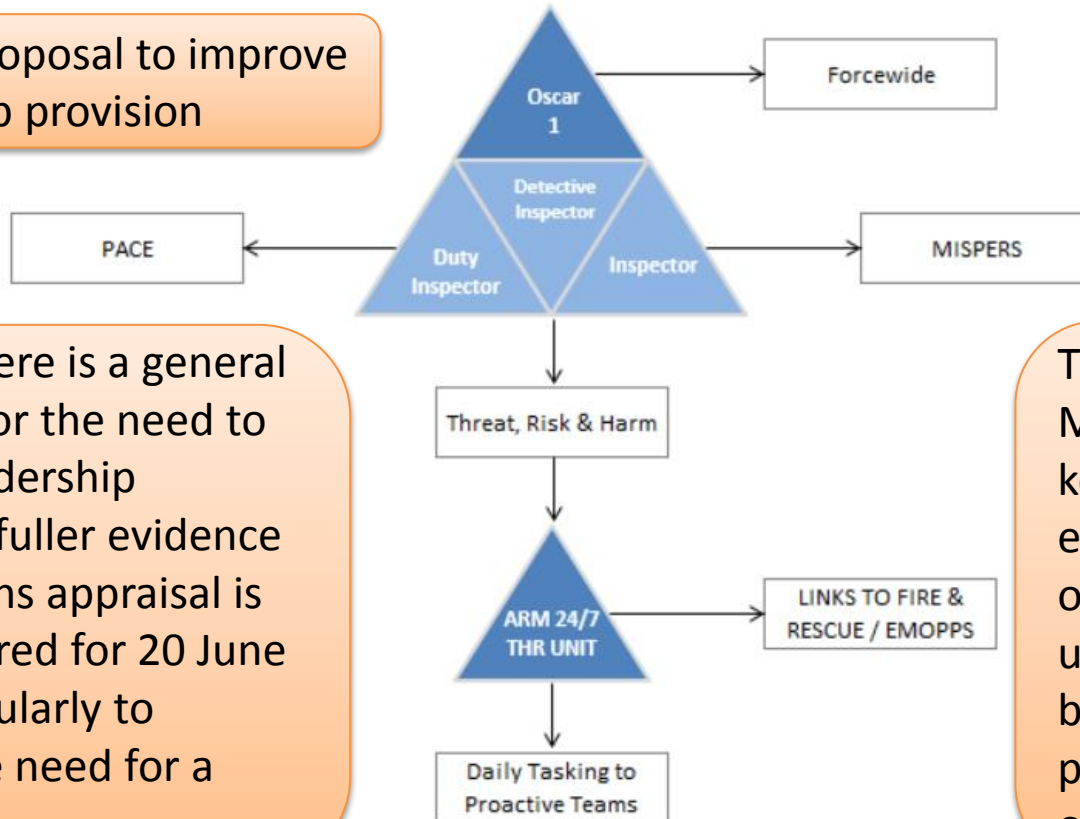 oposal to improve
p provision
Oscar
1
Forcewide
Detective
Inspector
PACE
Duty
Inspector
Inspector
MISPERS
ere is a general
or the need to
dership
fuller evidence
ns appraisal is
red for 20 June
ularly to
e need for a
Threat, Risk & Harm
ARM 24/7
THR UNIT
LINKS TO FIRE &
RESCUE / EMOPPS
Daily Tasking to
Proactive Teams
T
M
k
e
o
u
b
p